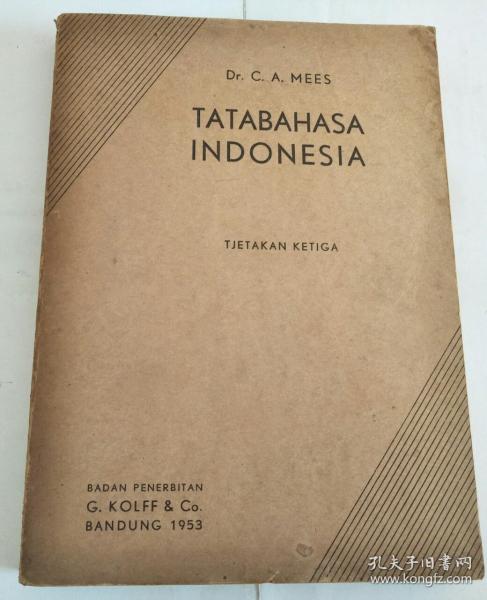 Dr. C. A. MEES
TATABAHASA
INDONESIA
TJETAKAN KETIGA
BADAN PENERBITAN
G. KOLFF & Co.
BANDUNG 1953
孔夫子旧书网
www.kongfz.com